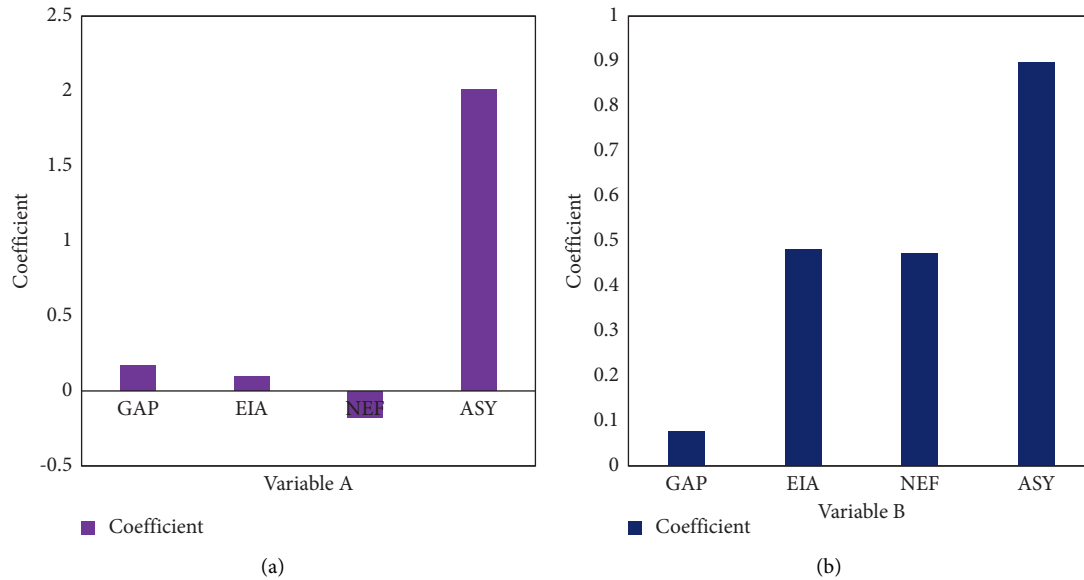 2.5
2
1.5
1
0.5
0
-0.5
Coefficient
GAP
EIA
NEF
ASY
Variable A
Coefficient
(a)
1
0.9
0.8
0.7
0.6
0.5
0.4
0.3
0.2
0.1
0
Coefficient
GAP
EIA
NEF
ASY
Variable B
Coefficient
(b)